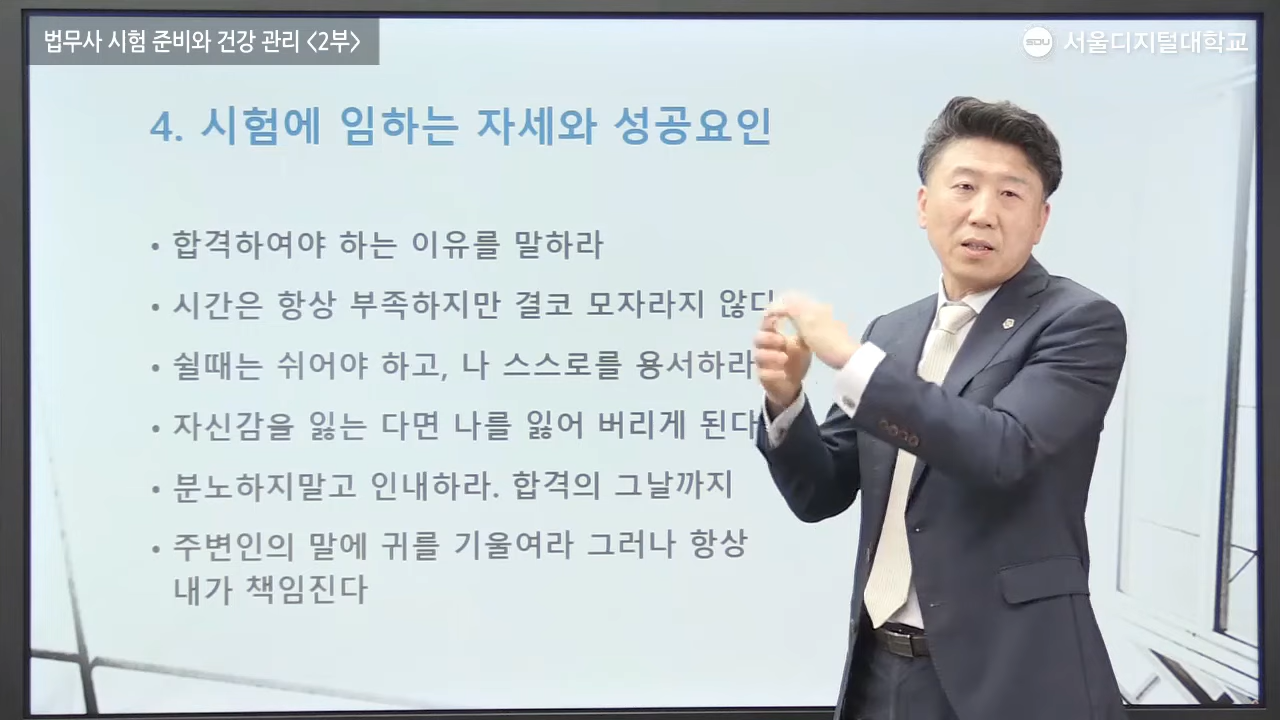 법무사 시험 준비와 건강 관리 <2부>
SDU 서울디지털대학교
4. 시험에 임하는 자세와 성공요인
• 합격하여야 하는 이유를 말하라
• 시간은 항상 부족하지만 결코 모자라지 않다
• 쉴때는 쉬어야 하고, 나 스스로를 용서하라
• 자신감을 잃는 다면 나를 잃어 버리게 된다
• 분노하지말고 인내하라. 합격의 그날까지
• 주변인의 말에 귀를 기울여라 그러나 항상
내가 책임진다